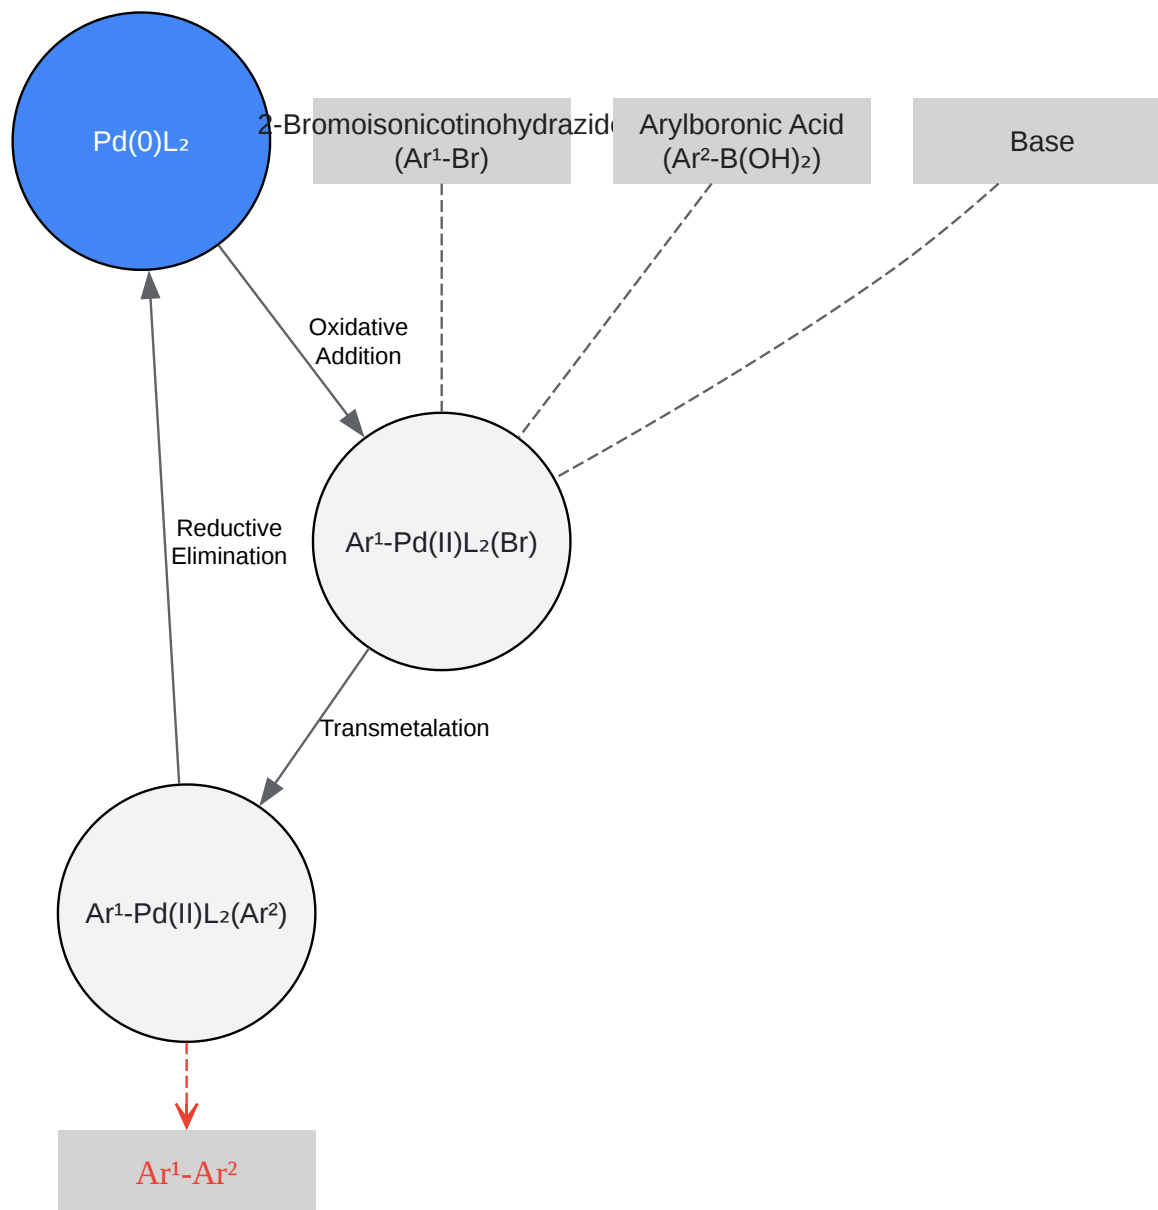 Pd(0)L₂
2-Bromoisonicotinohydrazide
(Ar¹-Br)
Arylboronic Acid
(Ar²-B(OH)₂)
Base
Oxidative
Addition
Reductive
Elimination
Ar¹-Pd(II)L₂(Br)
Transmetalation
Ar¹-Pd(II)L₂(Ar²)
Ar¹-Ar²